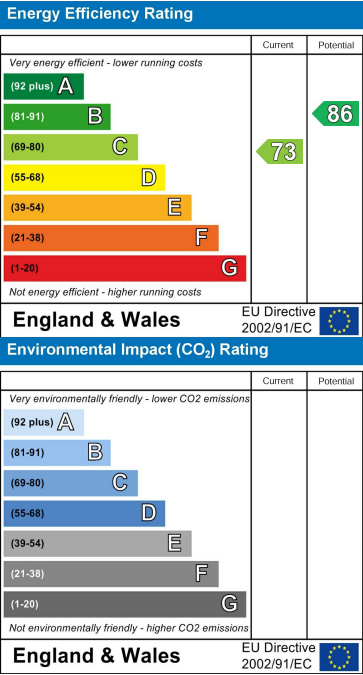 Energy Efficiency Rating
Current Potential
Very energy efficient - lower running costs
(92 plus) A
(81-91) B
86
(69-80) C
73
(55-68) D
(39-54) E
(21-38) F
(1-20) G
Not energy efficient - higher running costs
England & Wales
EU Directive
2002/91/EC
Environmental Impact (CO₂) Rating
Current Potential
Very environmentally friendly - lower CO2 emissions
(92 plus) A
(81-91) B
(69-80) C
(55-68) D
(39-54) E
(21-38) F
(1-20) G
Not environmentally friendly - higher CO2 emissions
England & Wales
EU Directive
2002/91/EC